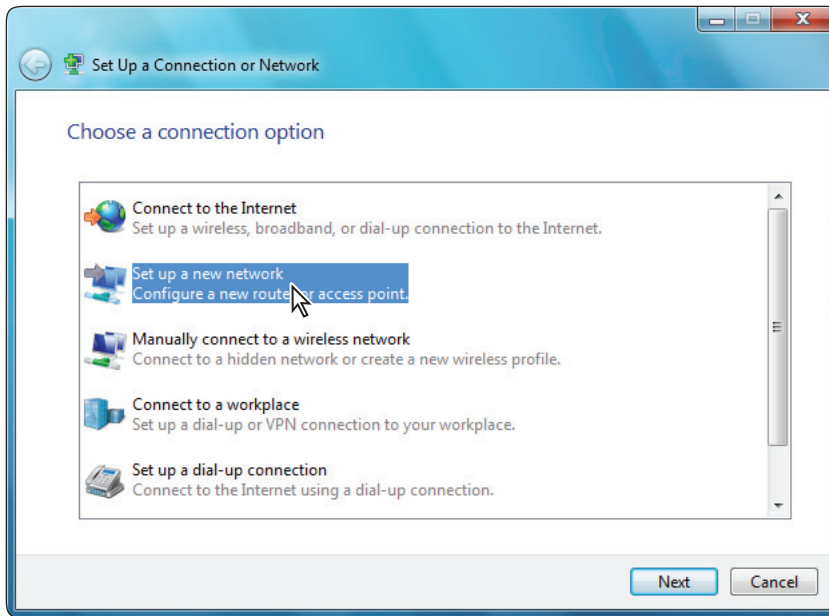 Set Up a Connection or Network
Choose a connection option
Connect to the Internet
Set up a wireless, broadband, or dial-up connection to the Internet.
Set up a new network
Configure a new router or access point.
Manually connect to a wireless network
Connect to a hidden network or create a new wireless profile.
Connect to a workplace
Set up a dial-up or VPN connection to your workplace.
Set up a dial-up connection
Connect to the Internet using a dial-up connection.
Next
Cancel